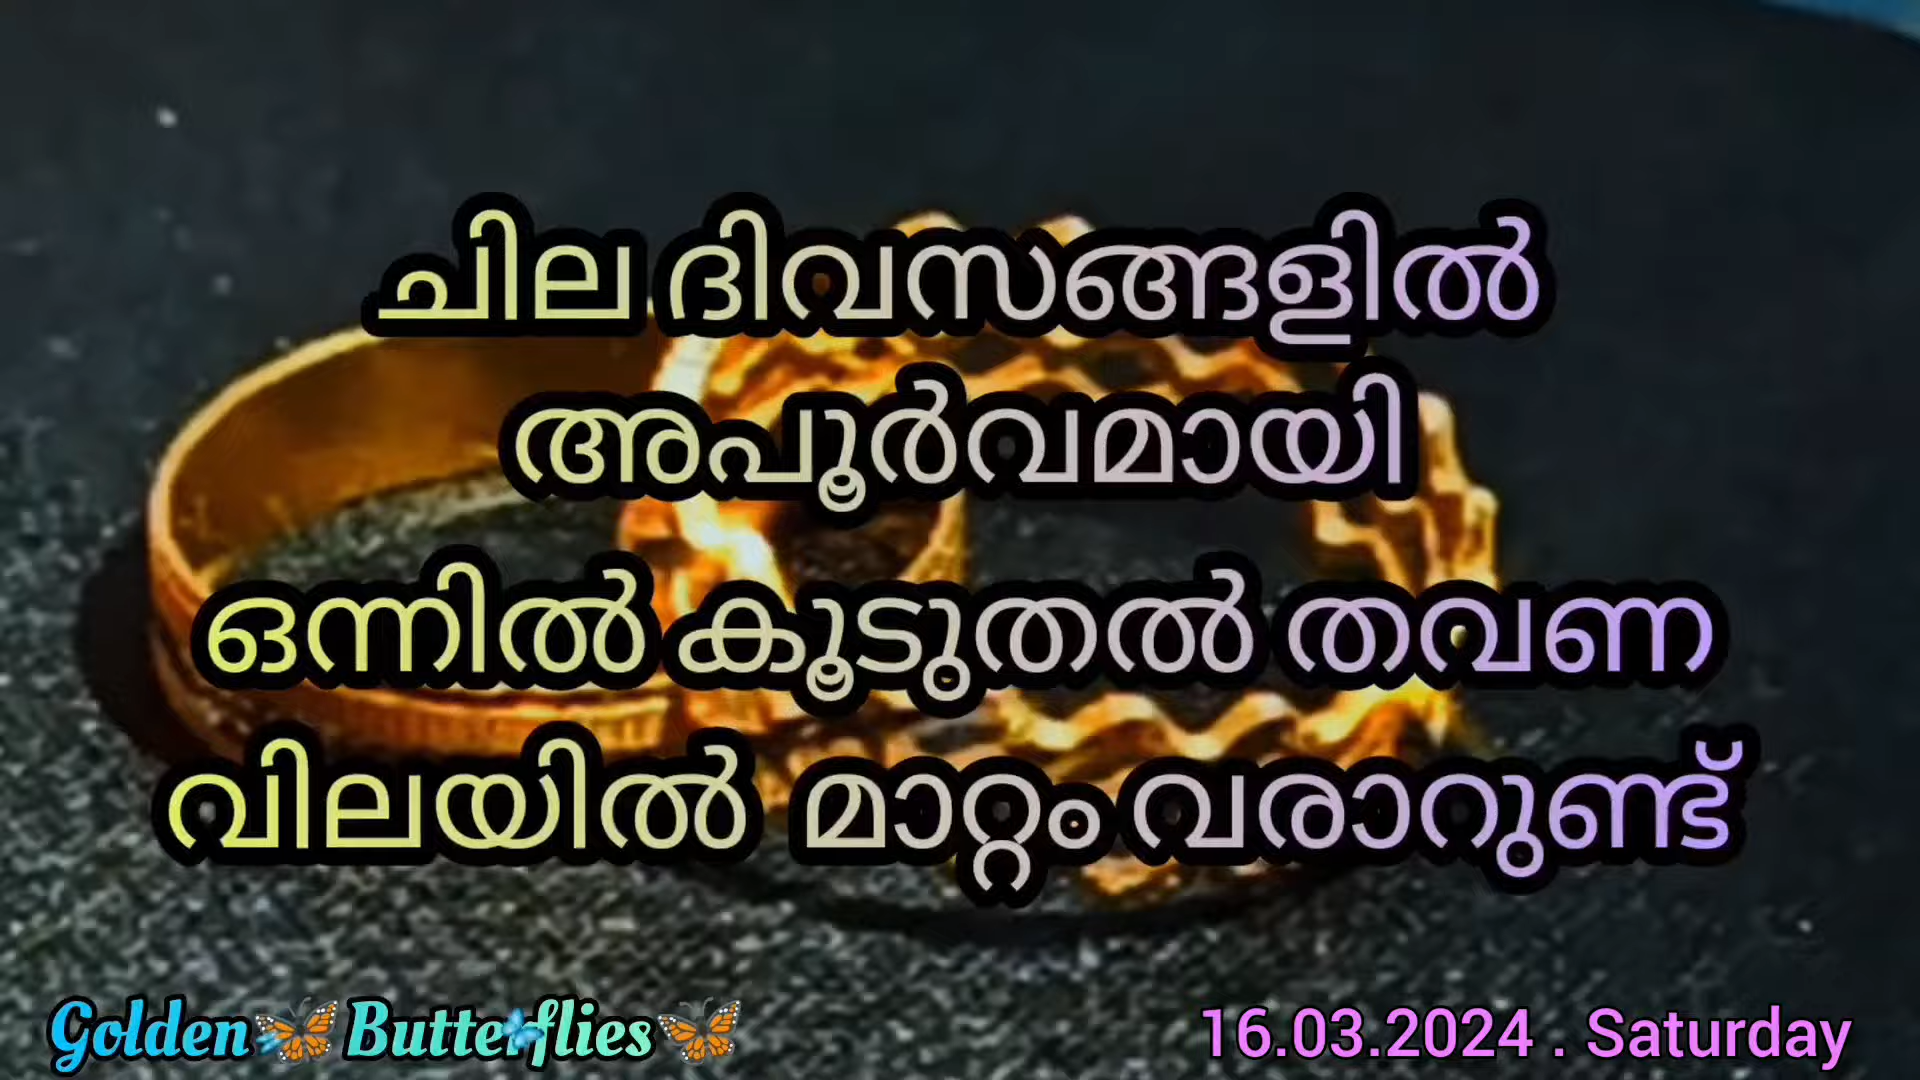 ചില ദിവസങ്ങളിൽ
അപൂർവമായി
ഒന്നിൽ കൂടുതൽ തവണ
വിലയിൽ മാറ്റം വരാറുണ്ട്
Golden🦋Butterflies🦋
16.03.2024 . Saturday